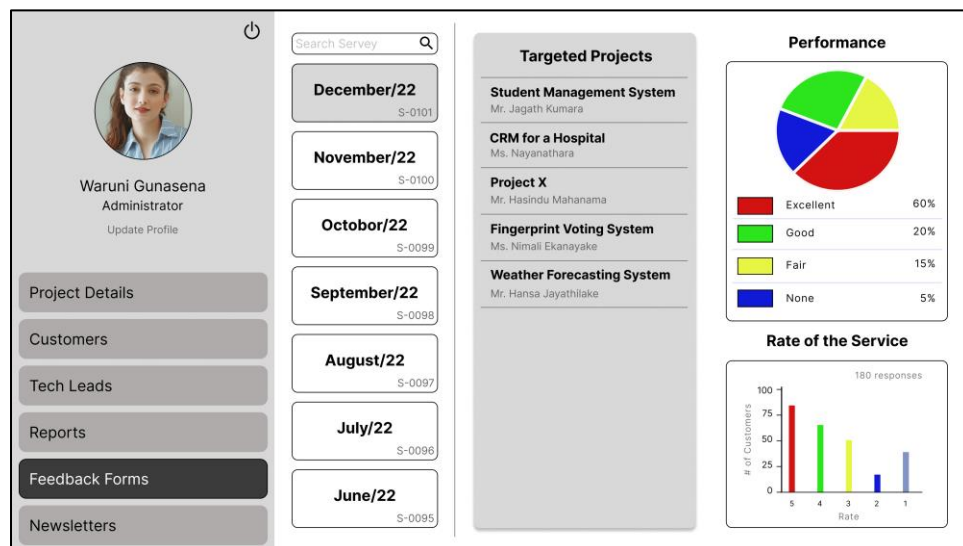 Waruni Gunasena
Administrator
Update Profile
Project Details
Customers
Tech Leads
Reports
Feedback Forms
Newsletters
Search Servey
December/22
S-0101
November/22
S-0100
Octobor/22
S-0099
September/22
S-0098
August/22
S-0097
July/22
S-0096
June/22
S-0095
Targeted Projects
Student Management System
Mr. Jagath Kumara
CRM for a Hospital
Ms. Nayanathara
Project X
Mr. Hasindu Mahanama
Fingerprint Voting System
Ms. Nimali Ekanayake
Weather Forecasting System
Mr. Hansa Jayathilake
Performance
Excellent 60%
Good 20%
Fair 15%
None 5%
Rate of the Service
180 responses
# of Customers
100
75
50
25
0
5 4 3 2 1
Rate